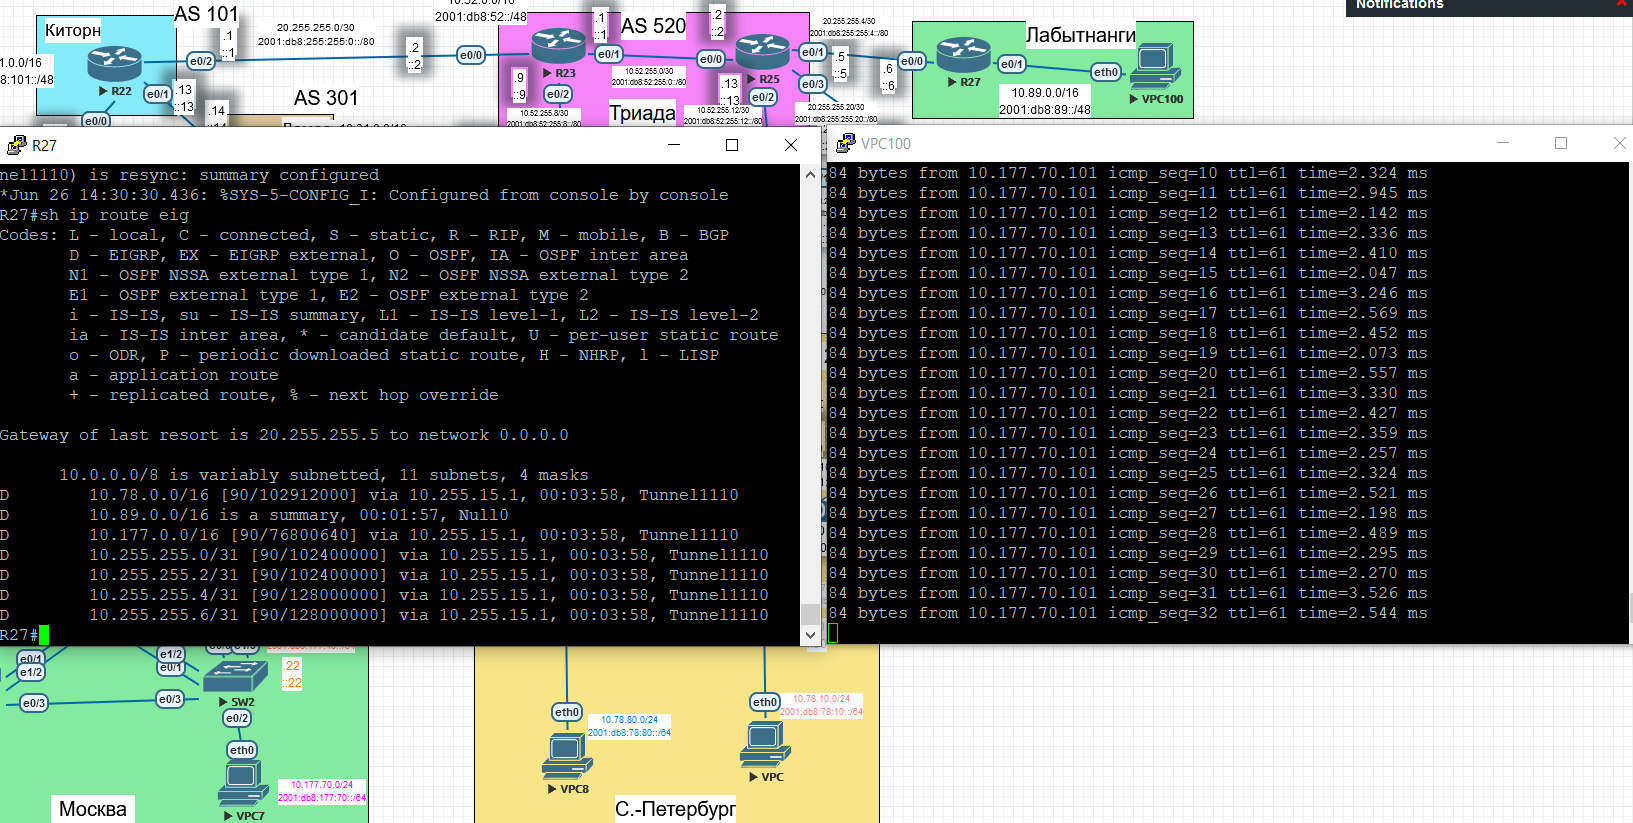 Notifications
AS 101
Киторн
.1
::1
20.255.255.0/30
2001:db8:255:255:0::/80
.2
::2
2001:db8:52::/48
.1
::1
AS 520
.2
::2
20.255.255.4/30
2001:db8:255:255:4::/80
Лабытнанги
1.0.0/16
:101::/48
R22
e0/2
e0/1
e0/0
.13
::13
.14
e0/0
R23
e0/1
.9
::9
e0/2
10.52.255.0/30
2001:db8:52:255:0::/80
e0/0
R25
e0/1
.5
::5
.6
::6
e0/3
.13
::13
e0/2
e0/0
R27
e0/1
eth0
VPC100
10.89.0.0/16
2001:db8:89::/48
AS 301
10.52.255.8/30
2001:db8:52:255:8::/80
Триада
10.52.255.12/30
2001:db8:52:255:12::/80
20.255.255.20/30
2001:db8:255:255:20::/80
R27
nel1110) is resync: summary configured
*Jun 26 14:30:30.436: %SYS-5-CONFIG_I: Configured from console by console
R27#sh ip route eig
Codes: L - local, C - connected, S - static, R - RIP, M - mobile, B - BGP
D - EIGRP, EX - EIGRP external, O - OSPF, IA - OSPF inter area
N1 - OSPF NSSA external type 1, N2 - OSPF NSSA external type 2
E1 - OSPF external type 1, E2 - OSPF external type 2
i - IS-IS, su - IS-IS summary, L1 - IS-IS level-1, L2 - IS-IS level-2
ia - IS-IS inter area, * - candidate default, U - per-user static route
o - ODR, P - periodic downloaded static route, H - NHRP, l - LISP
a - application route
+ - replicated route, % - next hop override
Gateway of last resort is 20.255.255.5 to network 0.0.0.0
10.0.0.0/8 is variably subnetted, 11 subnets, 4 masks
D 10.78.0.0/16 [90/102912000] via 10.255.15.1, 00:03:58, Tunnel1110
D 10.89.0.0/16 is a summary, 00:01:57, Null0
D 10.177.0.0/16 [90/76800640] via 10.255.15.1, 00:03:58, Tunnel1110
D 10.255.255.0/31 [90/102400000] via 10.255.15.1, 00:03:58, Tunnel1110
D 10.255.255.2/31 [90/102400000] via 10.255.15.1, 00:03:58, Tunnel1110
D 10.255.255.4/31 [90/128000000] via 10.255.15.1, 00:03:58, Tunnel1110
D 10.255.255.6/31 [90/128000000] via 10.255.15.1, 00:03:58, Tunnel1110
R27#
VPC100
84 bytes from 10.177.70.101 icmp_seq=10 ttl=61 time=2.324 ms
84 bytes from 10.177.70.101 icmp_seq=11 ttl=61 time=2.945 ms
84 bytes from 10.177.70.101 icmp_seq=12 ttl=61 time=2.142 ms
84 bytes from 10.177.70.101 icmp_seq=13 ttl=61 time=2.336 ms
84 bytes from 10.177.70.101 icmp_seq=14 ttl=61 time=2.410 ms
84 bytes from 10.177.70.101 icmp_seq=15 ttl=61 time=2.047 ms
84 bytes from 10.177.70.101 icmp_seq=16 ttl=61 time=3.246 ms
84 bytes from 10.177.70.101 icmp_seq=17 ttl=61 time=2.569 ms
84 bytes from 10.177.70.101 icmp_seq=18 ttl=61 time=2.452 ms
84 bytes from 10.177.70.101 icmp_seq=19 ttl=61 time=2.073 ms
84 bytes from 10.177.70.101 icmp_seq=20 ttl=61 time=2.557 ms
84 bytes from 10.177.70.101 icmp_seq=21 ttl=61 time=3.330 ms
84 bytes from 10.177.70.101 icmp_seq=22 ttl=61 time=2.427 ms
84 bytes from 10.177.70.101 icmp_seq=23 ttl=61 time=2.359 ms
84 bytes from 10.177.70.101 icmp_seq=24 ttl=61 time=2.257 ms
84 bytes from 10.177.70.101 icmp_seq=25 ttl=61 time=2.324 ms
84 bytes from 10.177.70.101 icmp_seq=26 ttl=61 time=2.521 ms
84 bytes from 10.177.70.101 icmp_seq=27 ttl=61 time=2.198 ms
84 bytes from 10.177.70.101 icmp_seq=28 ttl=61 time=2.489 ms
84 bytes from 10.177.70.101 icmp_seq=29 ttl=61 time=2.295 ms
84 bytes from 10.177.70.101 icmp_seq=30 ttl=61 time=2.270 ms
84 bytes from 10.177.70.101 icmp_seq=31 ttl=61 time=3.526 ms
84 bytes from 10.177.70.101 icmp_seq=32 ttl=61 time=2.544 ms
e0/1
e1/2
e0/3
e1/2
e0/1
e0/3
.22
::22
SW2
e0/2
eth0
10.177.70.0/24
2001:db8:177:70::/64
VPC7
Москва
eth0
10.78.80.0/24
2001:db8:78:80::/64
VPC8
eth0
10.78.10.0/24
2001:db8:78:10::/64
VPC
С.-Петербург